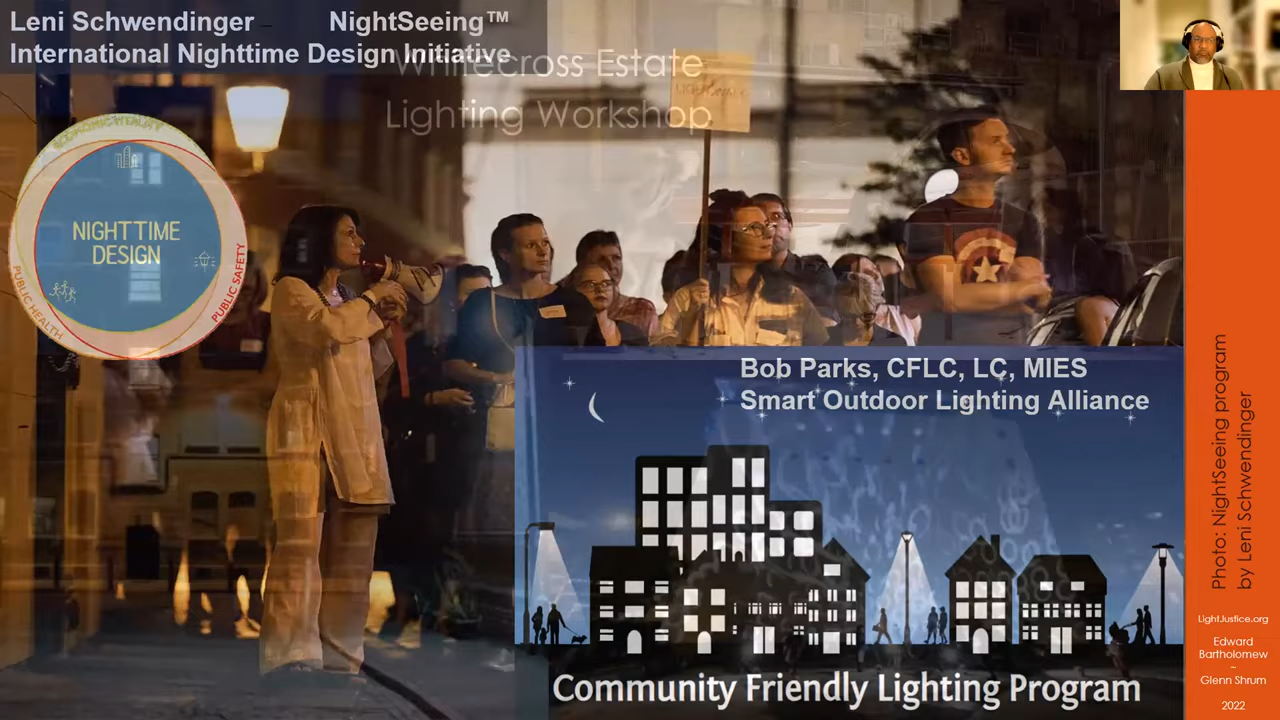 Leni Schwendinger – NightSeeing™
International Nighttime Design Initiative
Whitecross Estate
Lighting Workshop
ECONOMIC VITALITY
NIGHTTIME
DESIGN
PUBLIC HEALTH
PUBLIC SAFETY
Bob Parks, CFLC, LC, MIES
Smart Outdoor Lighting Alliance
Community Friendly Lighting Program
Photo: NightSeeing program
by Leni Schwendinger
LightJustice.org
Edward
Bartholomew
~
Glenn Shrum
2022